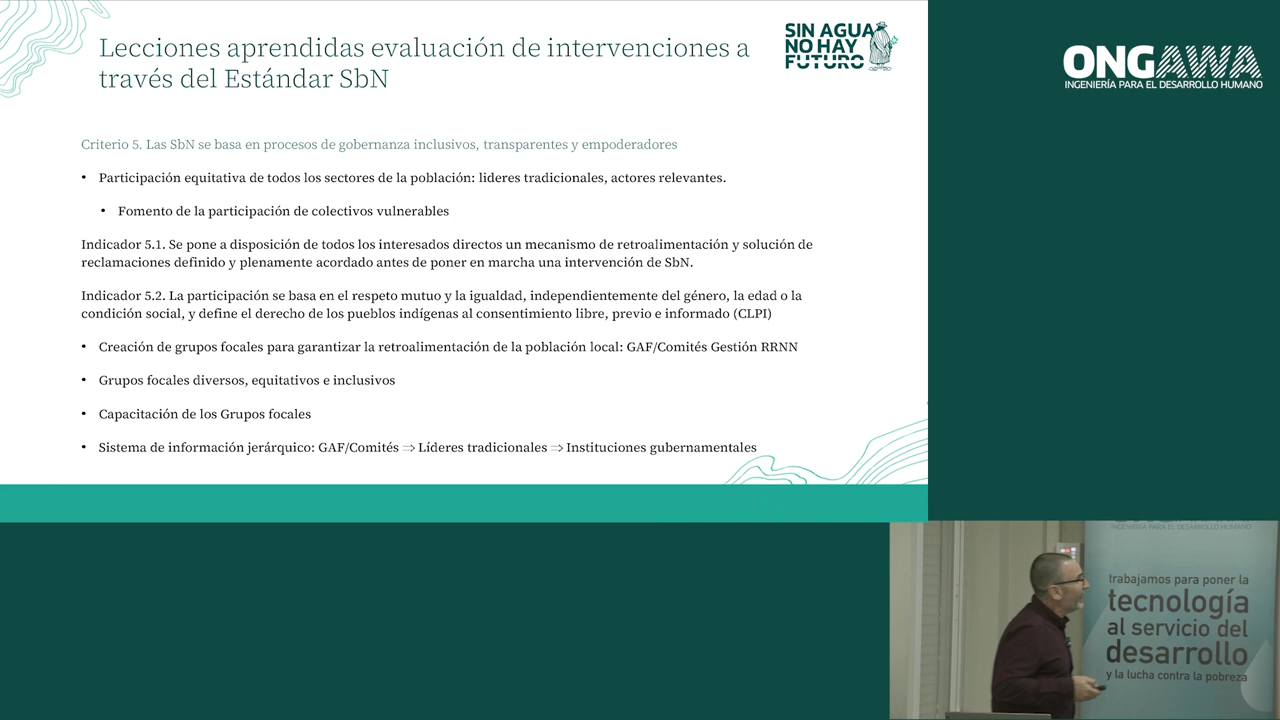 Lecciones aprendidas evaluación de intervenciones a
través del Estándar SbN
SIN AGUA
NO HAY
FUTURO
ONGAWA
INGENIERÍA PARA EL DESARROLLO HUMANO
Criterio 5. Las SbN se basa en procesos de gobernanza inclusivos, transparentes y empoderadores
• Participación equitativa de todos los sectores de la población: lideres tradicionales, actores relevantes.
• Fomento de la participación de colectivos vulnerables
Indicador 5.1. Se pone a disposición de todos los interesados directos un mecanismo de retroalimentación y solución de
reclamaciones definido y plenamente acordado antes de poner en marcha una intervención de SbN.
Indicador 5.2. La participación se basa en el respeto mutuo y la igualdad, independientemente del género, la edad o la
condición social, y define el derecho de los pueblos indígenas al consentimiento libre, previo e informado (CLPI)
• Creación de grupos focales para garantizar la retroalimentación de la población local: GAF/Comités Gestión RRNN
• Grupos focales diversos, equitativos e inclusivos
• Capacitación de los Grupos focales
• Sistema de información jerárquico: GAF/Comités ⇒ Líderes tradicionales ⇒ Instituciones gubernamentales
INGENIERÍA PARA EL DESARROLLO HUMANO
trabajamos para poner la
tecnología
al servicio del
desarrollo
y la lucha contra la pobreza